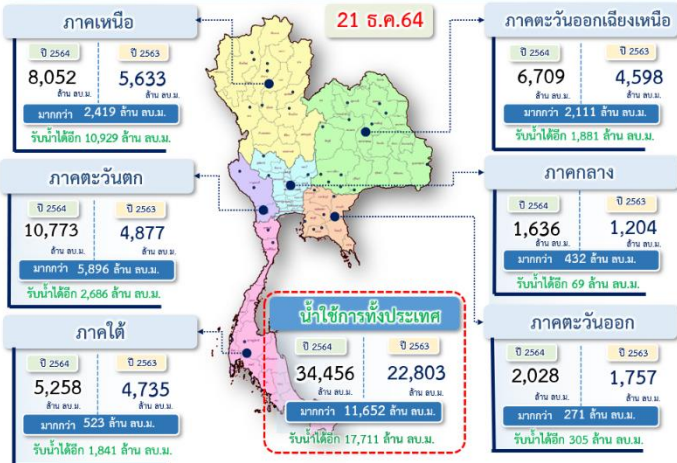 21 ธ.ค.64
ภาคเหนือ
ปี 2564 ปี 2563
8,052 5,633
ล้าน ลบ.ม. ล้าน ลบ.ม.
มากกว่า 2,419 ล้าน ลบ.ม.
รับน้ำได้อีก 10,929 ล้าน ลบ.ม.
ภาคตะวันออกเฉียงเหนือ
ปี 2564 ปี 2563
6,709 4,598
ล้าน ลบ.ม. ล้าน ลบ.ม.
มากกว่า 2,111 ล้าน ลบ.ม.
รับน้ำได้อีก 1,881 ล้าน ลบ.ม.
ภาคตะวันตก
ปี 2564 ปี 2563
10,773 4,877
ล้าน ลบ.ม. ล้าน ลบ.ม.
มากกว่า 5,896 ล้าน ลบ.ม.
รับน้ำได้อีก 2,686 ล้าน ลบ.ม.
ภาคกลาง
ปี 2564 ปี 2563
1,636 1,204
ล้าน ลบ.ม. ล้าน ลบ.ม.
มากกว่า 432 ล้าน ลบ.ม.
รับน้ำได้อีก 69 ล้าน ลบ.ม.
ภาคใต้
ปี 2564 ปี 2563
5,258 4,735
ล้าน ลบ.ม. ล้าน ลบ.ม.
มากกว่า 523 ล้าน ลบ.ม.
รับน้ำได้อีก 1,841 ล้าน ลบ.ม.
น้ำใช้การทั้งประเทศ
ปี 2564 ปี 2563
34,456 22,803
ล้าน ลบ.ม. ล้าน ลบ.ม.
มากกว่า 11,652 ล้าน ลบ.ม.
รับน้ำได้อีก 17,711 ล้าน ลบ.ม.
ภาคตะวันออก
ปี 2564 ปี 2563
2,028 1,757
ล้าน ลบ.ม. ล้าน ลบ.ม.
มากกว่า 271 ล้าน ลบ.ม.
รับน้ำได้อีก 305 ล้าน ลบ.ม.